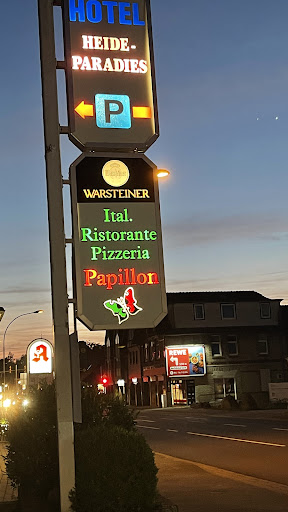 HOTEL
HEIDE-
PARADIES
P
WARSTEINER
Ital.
Ristorante
Pizzeria
Papillon
REWE